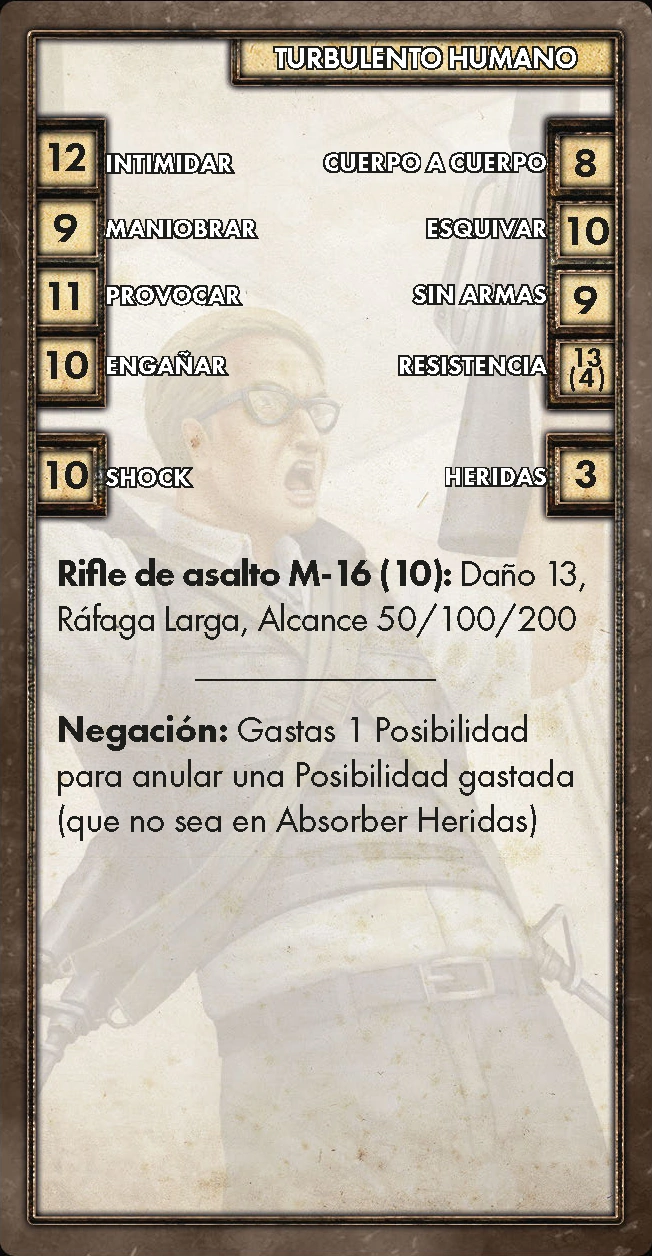 TURBULENTO HUMANO
12 INTIMIDAR CUERPO A CUERPO 8
9 MANIOBRAR ESQUIVAR 10
11 PROVOCAR SIN ARMAS 9
10 ENGAÑAR RESISTENCIA 13
(4)
10 SHOCK HERIDAS 3
Rifle de asalto M-16 (10): Daño 13,
Ráfaga Larga, Alcance 50/100/200
Negación: Gastas 1 Posibilidad
para anular una Posibilidad gastada
(que no sea en Absorber Heridas)